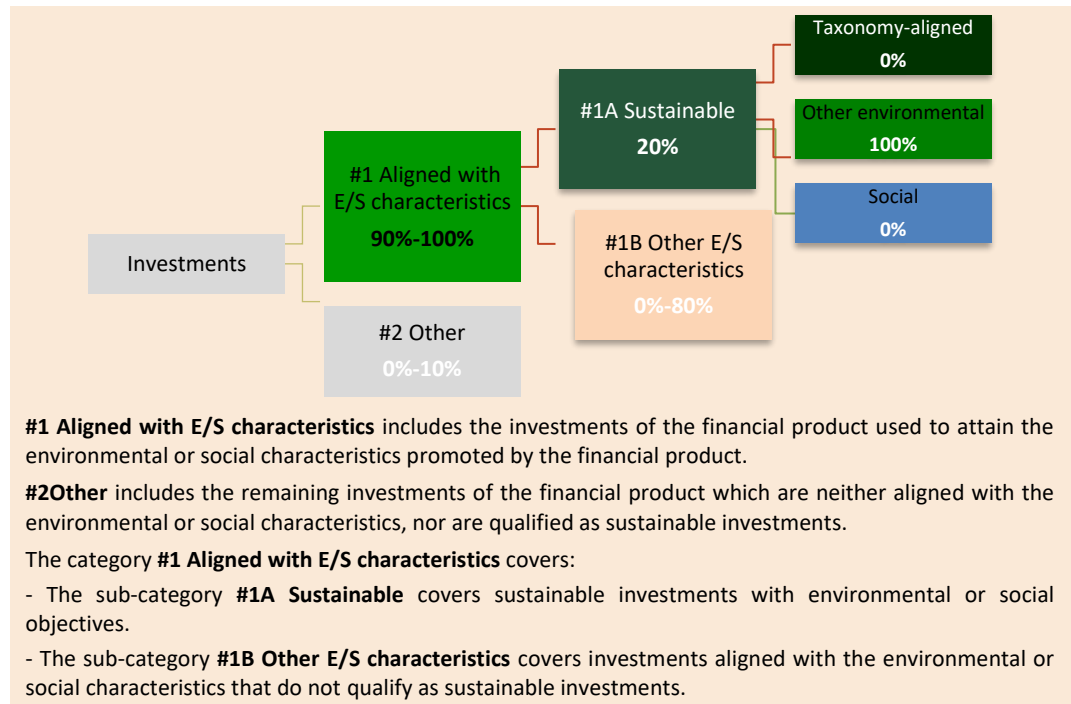 Taxonomy-aligned
0%
#1A Sustainable
20%
Other environmental
100%
#1 Aligned with
E/S characteristics
90%-100%
Social
0%
#1B Other E/S
characteristics
0%-80%
Investments
#2 Other
0%-10%
#1 Aligned with E/S characteristics includes the investments of the financial product used to attain the
environmental or social characteristics promoted by the financial product.
#2Other includes the remaining investments of the financial product which are neither aligned with the
environmental or social characteristics, nor are qualified as sustainable investments.
The category #1 Aligned with E/S characteristics covers:
- The sub-category #1A Sustainable covers sustainable investments with environmental or social
objectives.
- The sub-category #1B Other E/S characteristics covers investments aligned with the environmental or
social characteristics that do not qualify as sustainable investments.